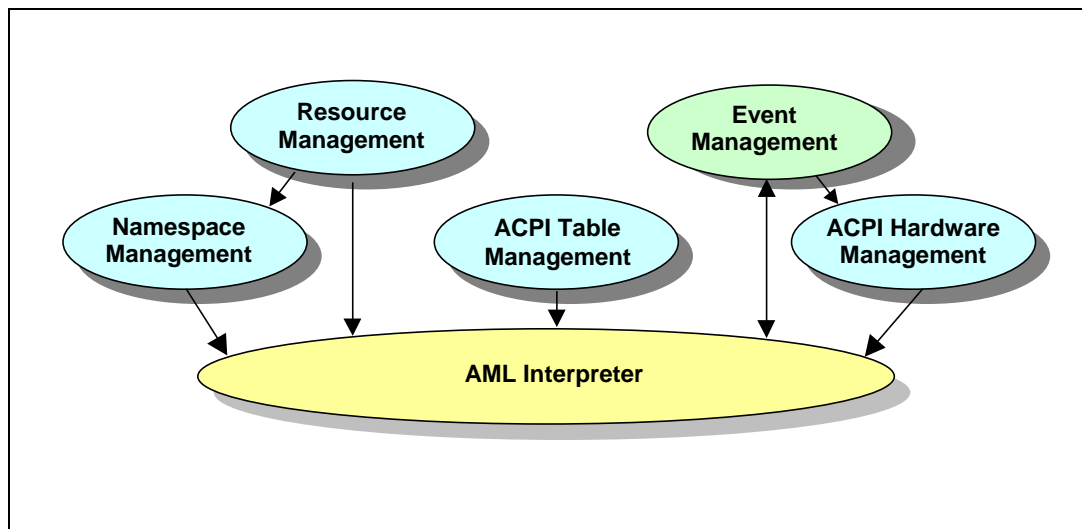 Resource
Management
Event
Management
Namespace
Management
ACPI Table
Management
ACPI Hardware
Management
AML Interpreter